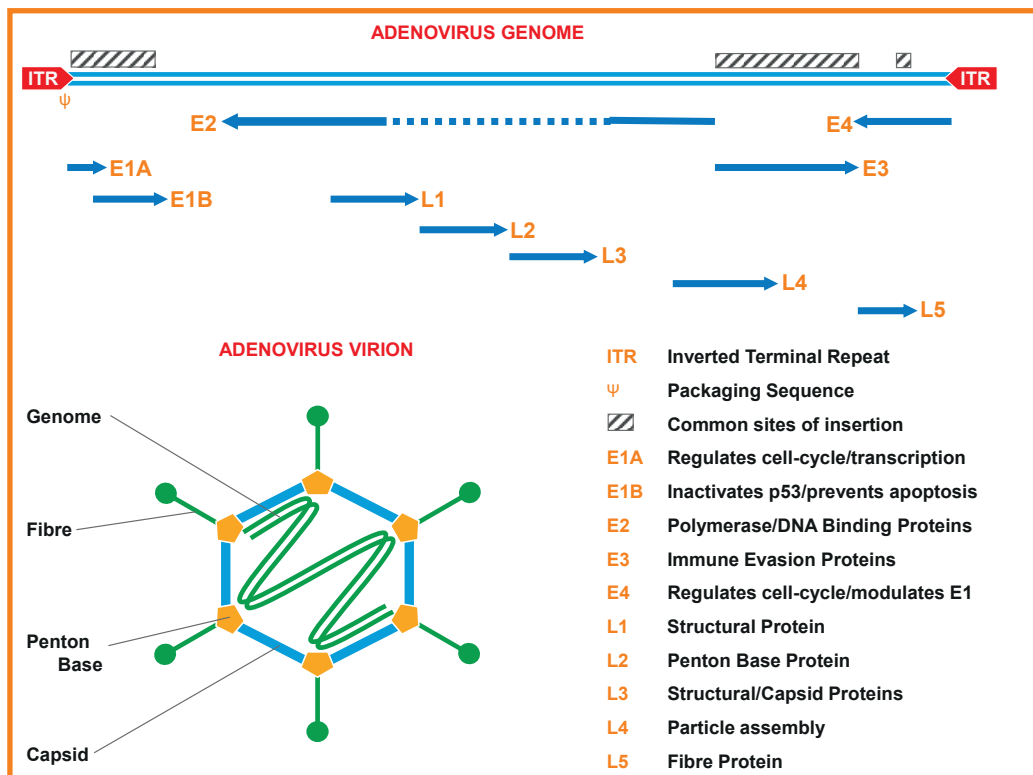 ADENOVIRUS GENOME
ITR
ITR
Ψ
E2
E4
E1A
E3
E1B
L1
L2
L3
L4
L5
ADENOVIRUS VIRION
Genome
Fibre
Penton
Base
Capsid
ITR Inverted Terminal Repeat
Ψ Packaging Sequence
Common sites of insertion
E1A Regulates cell-cycle/transcription
E1B Inactivates p53/prevents apoptosis
E2 Polymerase/DNA Binding Proteins
E3 Immune Evasion Proteins
E4 Regulates cell-cycle/modulates E1
L1 Structural Protein
L2 Penton Base Protein
L3 Structural/Capsid Proteins
L4 Particle assembly
L5 Fibre Protein